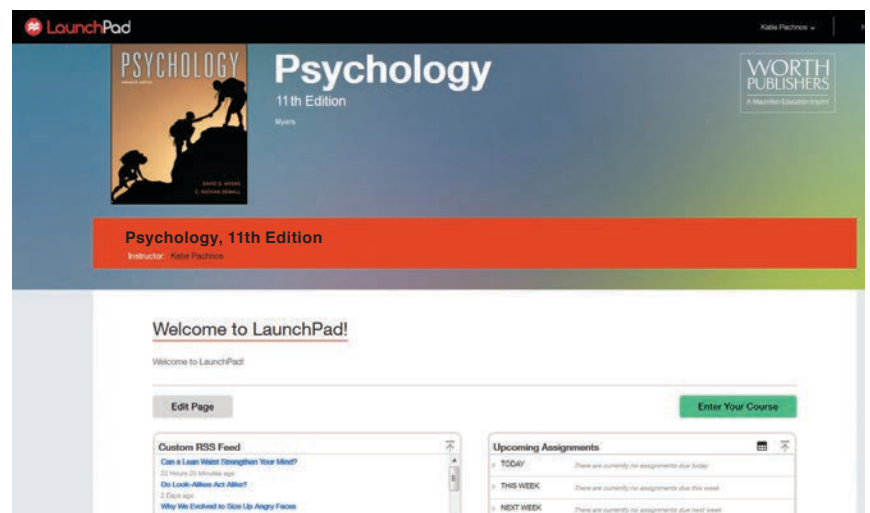 LaunchPad
Katie Pachnos
H
PSYCHOLOGY
eleventh edition
DAVID G. MYERS
C. NATHAN DEWALL
Psychology
11th Edition
Myers
WORTH
PUBLISHERS
A Macmillan Education Imprint
Psychology, 11th Edition
Instructor: Katie Pachnos
Welcome to LaunchPad!
Welcome to LaunchPad!
Edit Page
Enter Your Course
Custom RSS Feed
Can a Lean Waist Strengthen Your Mind?
22 Hours 20 Minutes ago
Do Look-Alikes Act Alike?
2 Days ago
Why We Evolved to Size Up Angry Faces
Upcoming Assignments
TODAY
There are currently no assignments due today
THIS WEEK
There are currently no assignments due this week
NEXT WEEK
There are currently no assignments due next week